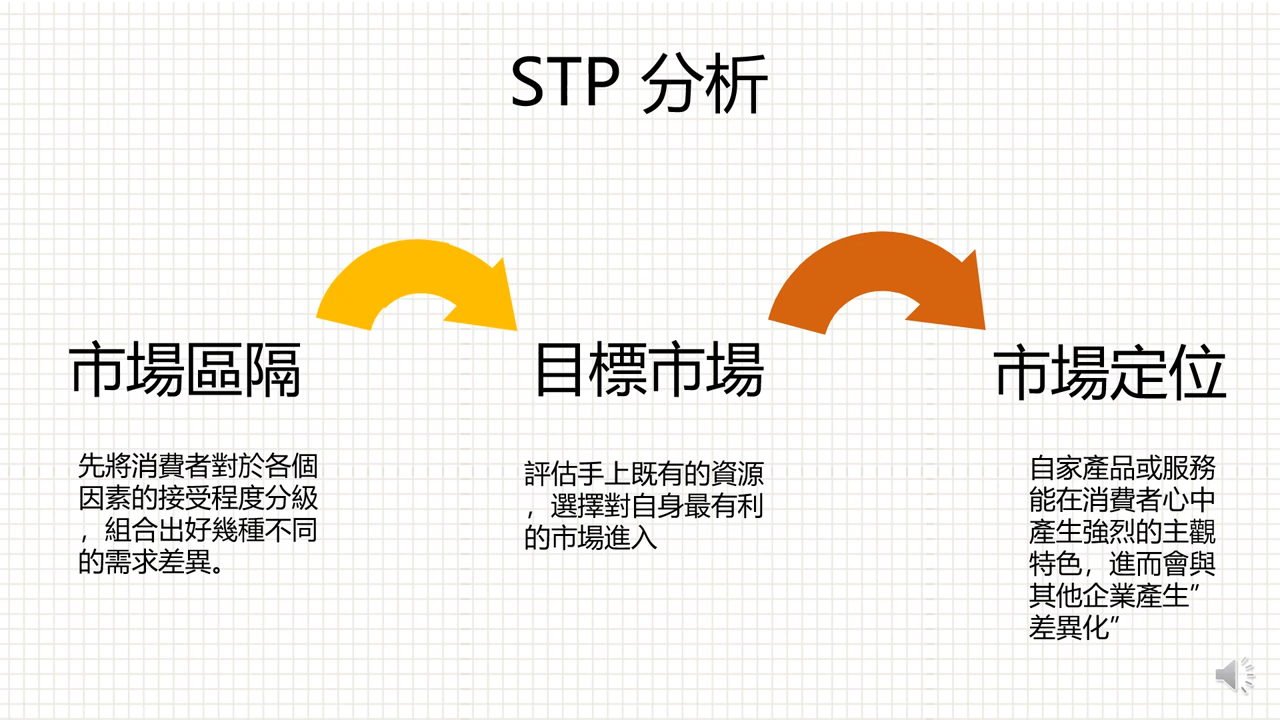 STP 分析
市場區隔
先將消費者對於各個
因素的接受程度分級
，組合出好幾種不同
的需求差異。
目標市場
評估手上既有的資源
，選擇對自身最有利
的市場進入
市場定位
自家產品或服務
能在消費者心中
產生強烈的主觀
特色，進而會與
其他企業產生”
差異化”